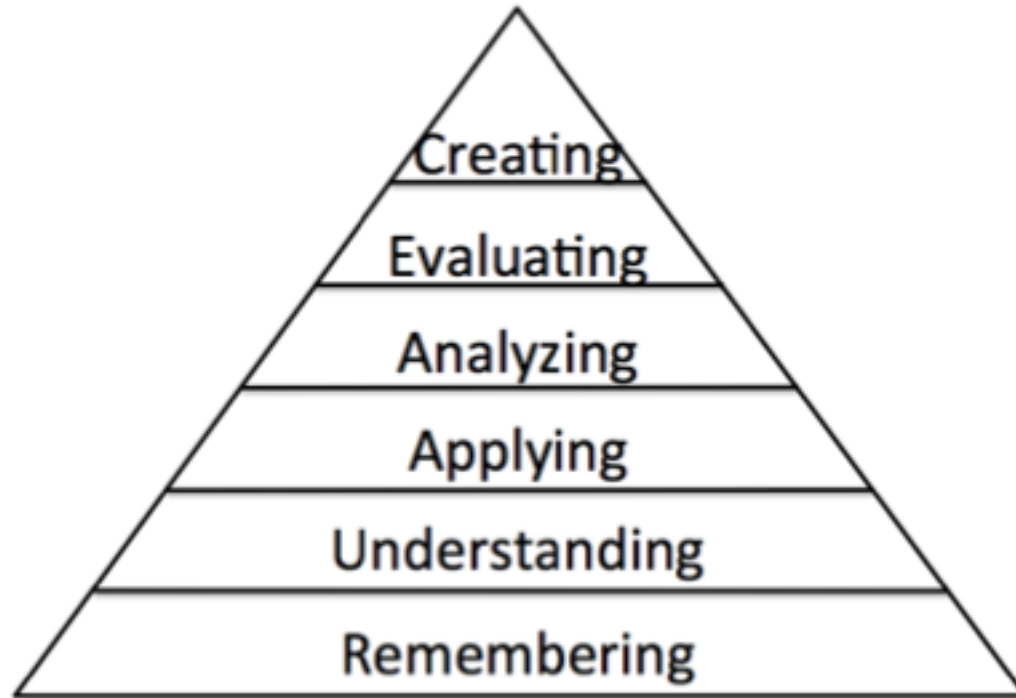 Creating
Evaluating
Analyzing
Applying
Understanding
Remembering